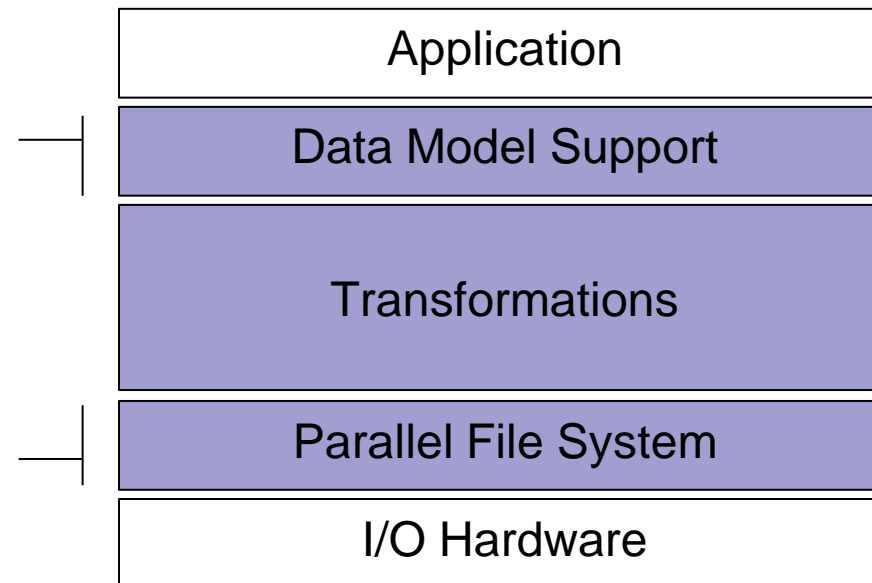 Application
Data Model Support
Transformations
Parallel File System
I/O Hardware